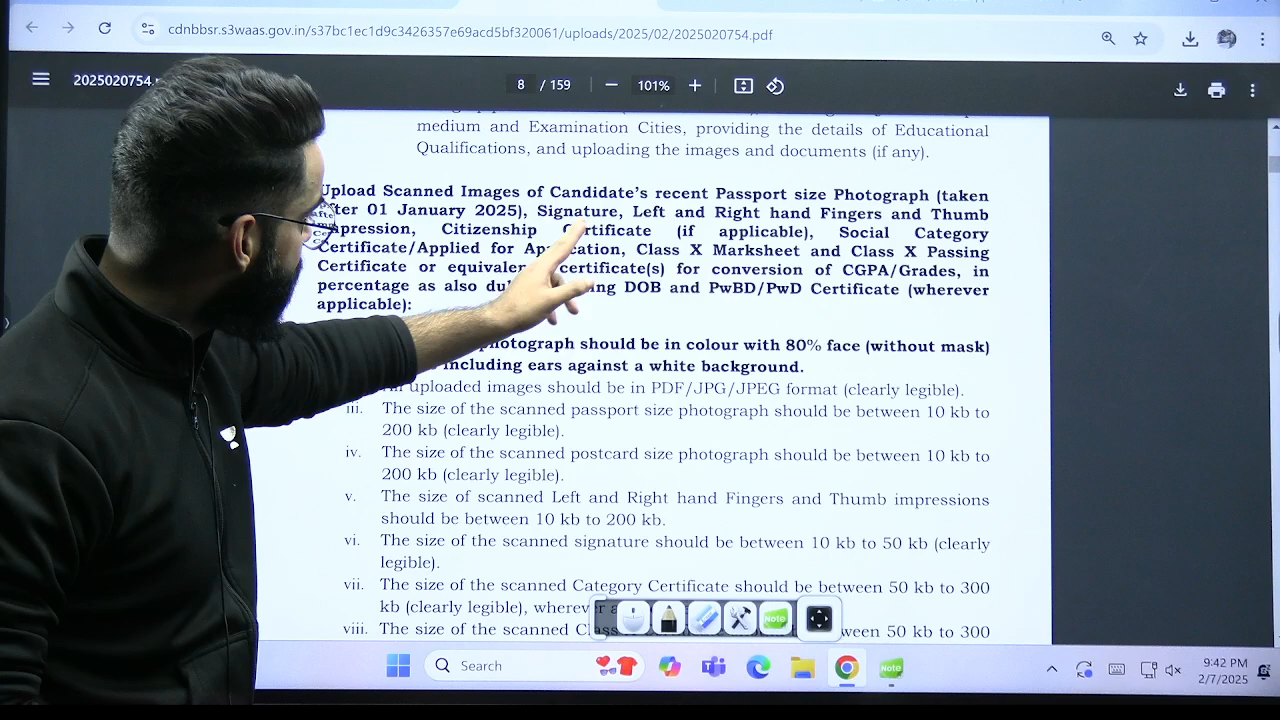 cdnbbsr.s3waas.gov.in/s37bc1ec1d9c3426357e69acd5bf320061/uploads/2025/02/2025020754.pdf
2025020754.
8 / 159
101%
medium and Examination Cities, providing the details of Educational
Qualifications, and uploading the images and documents (if any).
Upload Scanned Images of Candidate's recent Passport size Photograph (taken
after 01 January 2025), Signature, Left and Right hand Fingers and Thumb
Impression, Citizenship Certificate (if applicable), Social Category
Certificate/Applied for Application, Class X Marksheet and Class X Passing
Certificate or equivalent certificate(s) for conversion of CGPA/Grades, in
percentage as also du ng DOB and PwBD/PwD Certificate (wherever
applicable):
photograph should be in colour with 80% face (without mask)
including ears against a white background.
uploaded images should be in PDF/JPG/JPEG format (clearly legible).
iii. The size of the scanned passport size photograph should be between 10 kb to
200 kb (clearly legible).
iv. The size of the scanned postcard size photograph should be between 10 kb to
200 kb (clearly legible).
v. The size of scanned Left and Right hand Fingers and Thumb impressions
should be between 10 kb to 200 kb.
vi. The size of the scanned signature should be between 10 kb to 50 kb (clearly
legible).
vii. The size of the scanned Category Certificate should be between 50 kb to 300
kb (clearly legible), wherever a
viii. The size of the scanned Class ween 50 kb to 300
Note
Search
Note
9:42 PM
2/7/2025